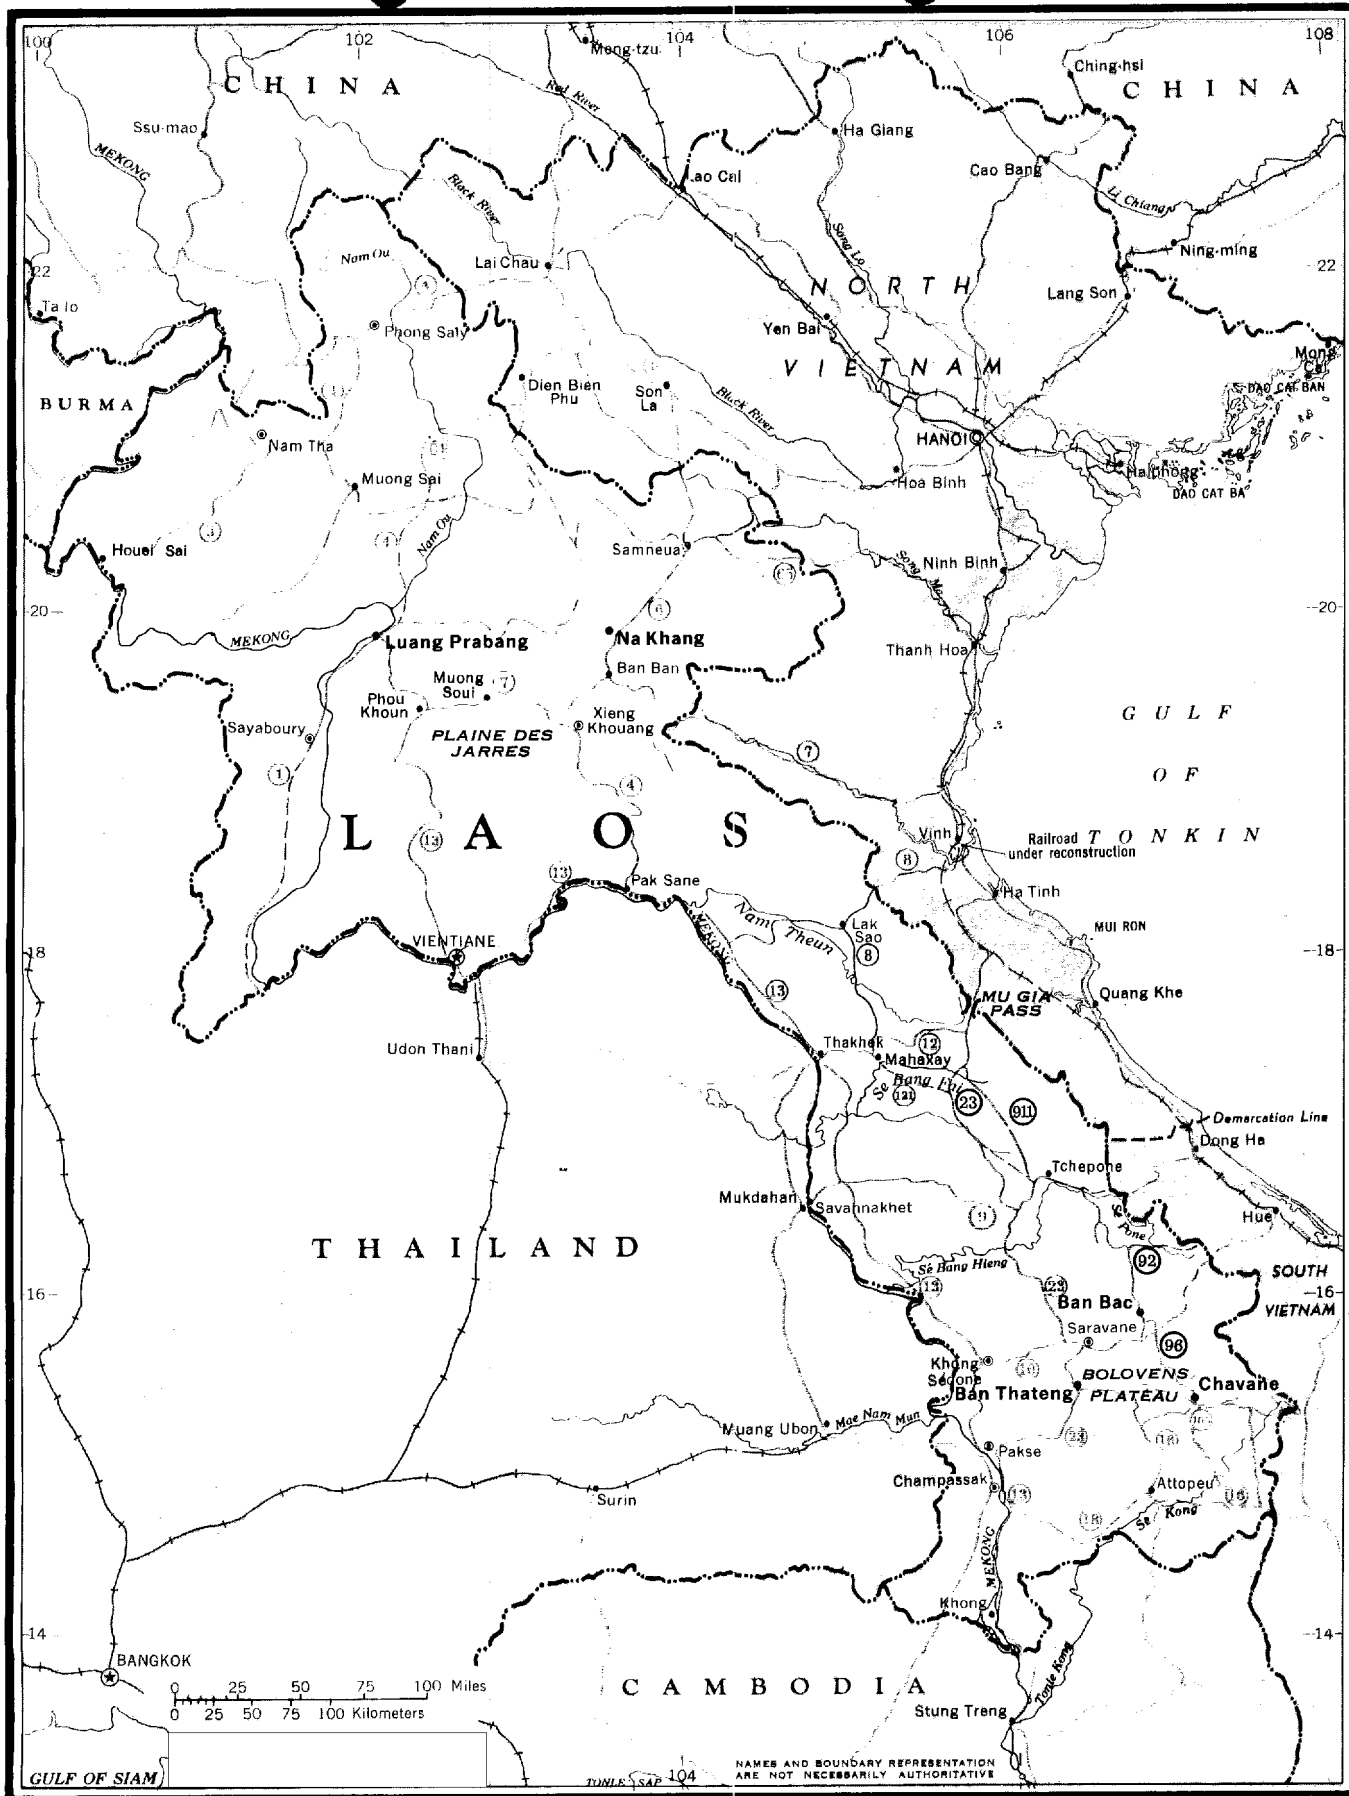 100
102
104
106
108
Meng-tzu
Ching-hsi
CHINA
CHINA
Red River
Ssu-mao
Ha Giang
MEKONG
Cao Bang
Lao Cai
Black River
Li Chiang
Song Lo
Nam Ou
Ning-ming
Lai Chau
22
22
NORTH
Lang Son
4
Ta lo
Phong Saly
Yen Bai
VIETNAM
Mong
Cai
Dien Bien
Phu
Son
La
DAO CAI BAN
BURMA
Black River
HANOI
Nam Tha
Haiphong
Muong Sai
Hoa Binh
DAO CAT BA
3
4
Nam Ou
Houei Sai
Samneua
Song Ma
Ninh Binh
65
20
6
20
MEKONG
Luang Prabang
Na Khang
Thanh Hoa
Ban Ban
Muong
Soui
7
Phou
Khoun
Xieng
Khouang
GULF
Sayaboury
PLAINE DES
JARRES
7
OF
1
4
LAOS
Vinh
TONKIN
Railroad
under reconstruction
13
8
13
Pak Sane
Ha Tinh
MEKONG
Nam Theun
Lak
Sao
MUI RON
VIENTIANE
8
18
18
13
MU GIA
PASS
Quang Khe
Udon Thani
Thakhek
12
Mahaxay
Se Bang Fai
121
23
911
Demarcation Line
Dong Ha
Tchepone
Mukdahan
Savannakhet
9
Se Pone
Hue
THAILAND
Se Bang Hieng
92
SOUTH
13
23
16
Ban Bac
16
VIETNAM
Saravane
96
Khong
Sedone
BOLOVENS
PLATEAU
Chavane
Ban Thateng
Muang Ubon
Mae Nam Mun
23
16
Pakse
Champassak
Attopeu
Surin
13
16
18
Se Kong
MEKONG
Khong
14
14
BANGKOK
Tonle Kong
0 25 50 75 100 Miles
0 25 50 75 100 Kilometers
CAMBODIA
Stung Treng
GULF OF SIAM
TONLE SAP
104
NAMES AND BOUNDARY REPRESENTATION
ARE NOT NECESSARILY AUTHORITATIVE